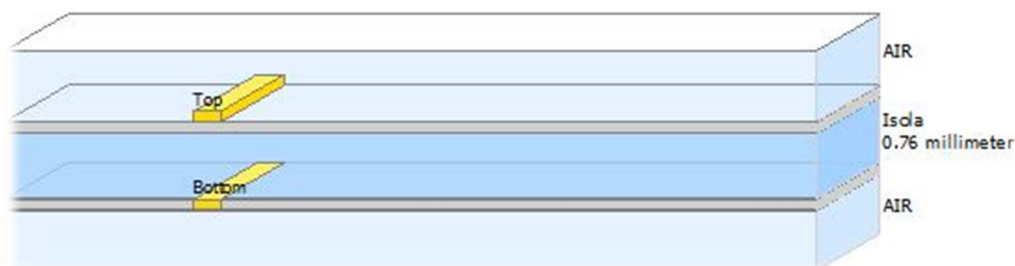 AIR
Top
Isola
0.76 millimeter
Bottom
AIR